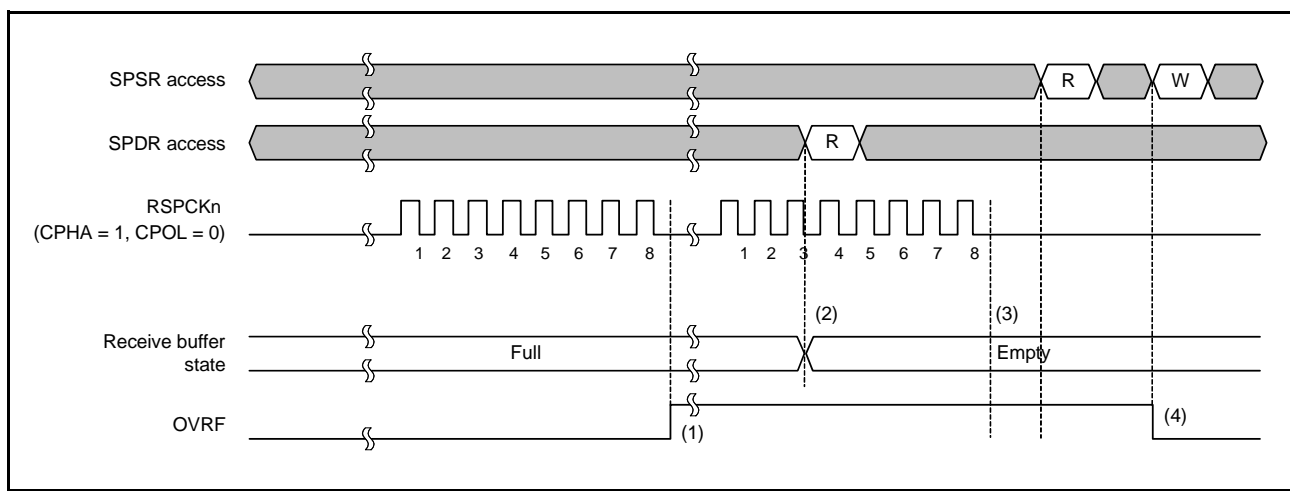 SPSR access
R
W
SPDR access
R
RSPCKn
(CPHA = 1, CPOL = 0)
1 2 3 4 5 6 7 8
1 2 3 4 5 6 7 8
(2)
(3)
Receive buffer
state
Full
Empty
OVRF
(1)
(4)